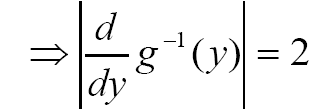 ⇒ |d/dy g⁻¹(y)| = 2